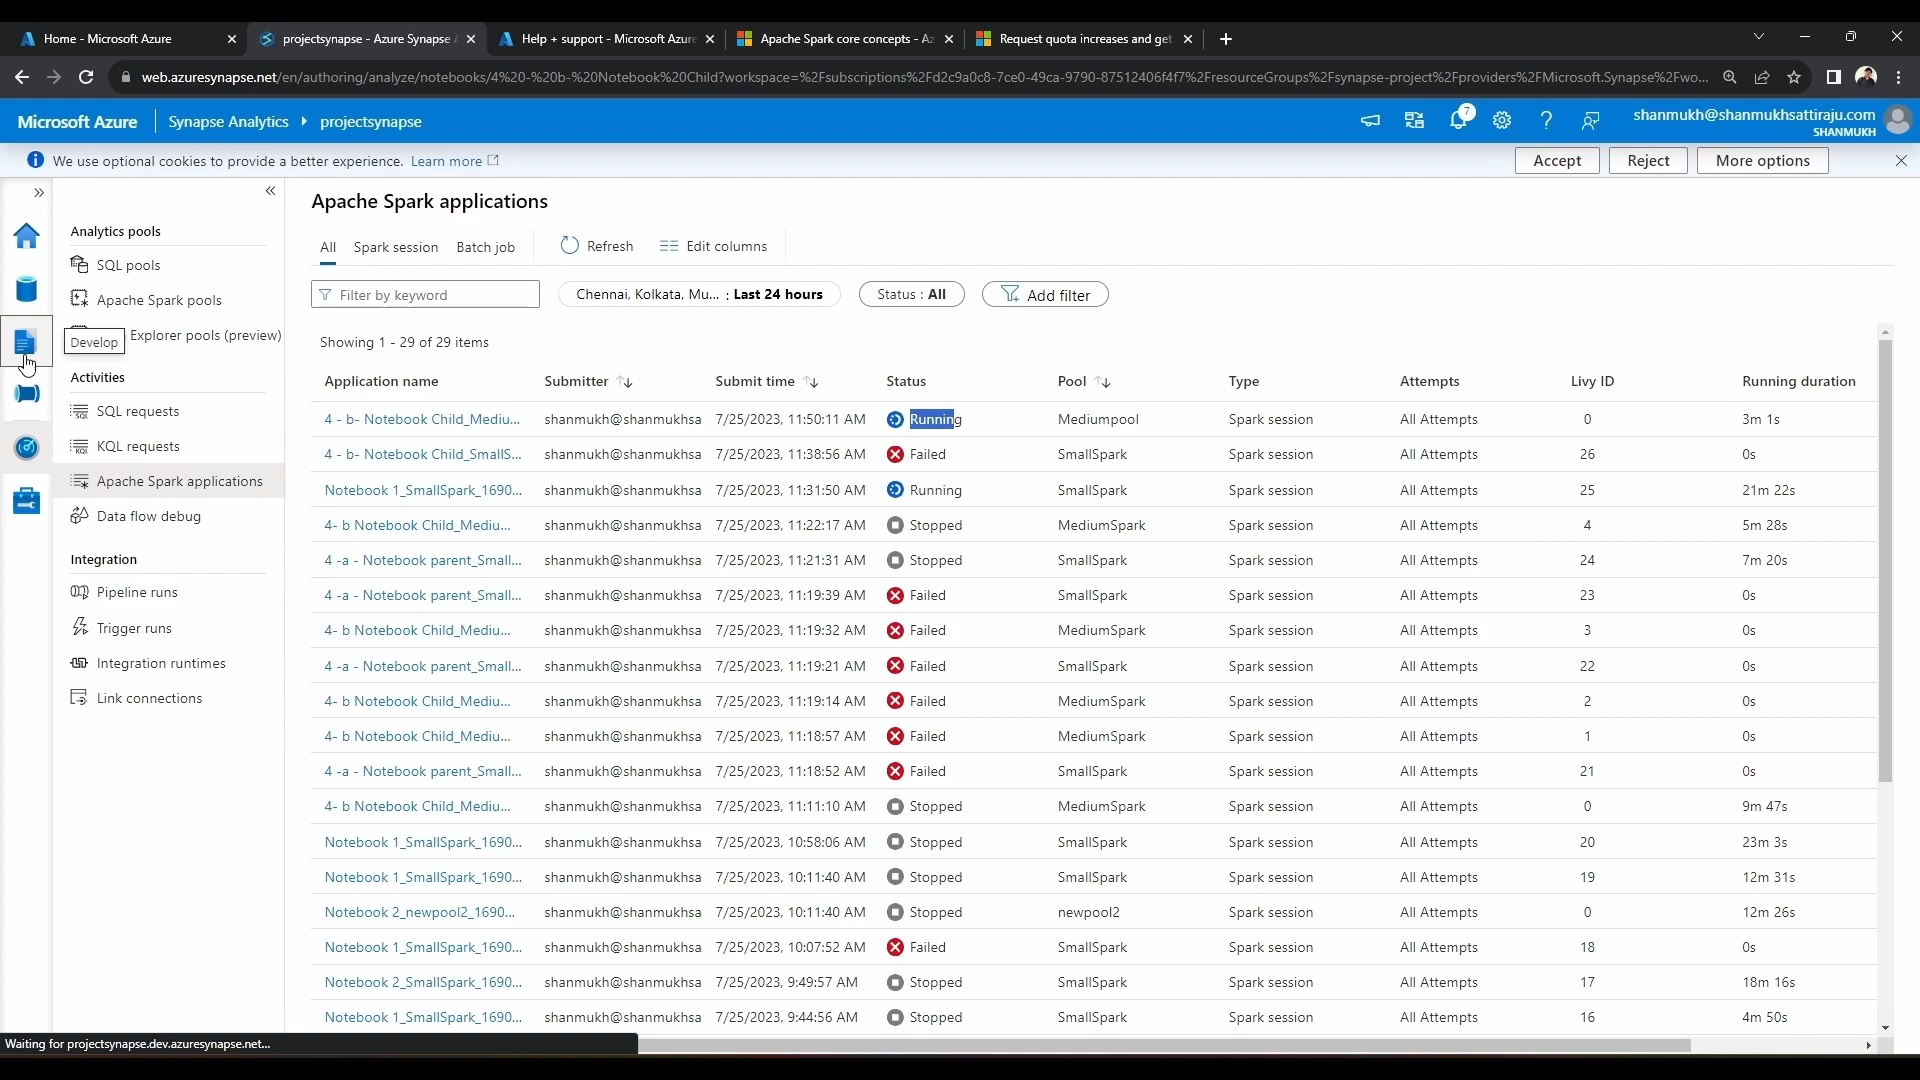 Home - Microsoft Azure
projectsynapse - Azure Synapse A
Help + support - Microsoft Azure
Apache Spark core concepts - Az
Request quota increases and get
web.azuresynapse.net/en/authoring/analyze/notebooks/4%20-%20b-%20Notebook%20Child?workspace=%2Fsubscriptions%2Fd2c9a0c8-7ce0-49ca-9790-87512406f4f7%2FresourceGroups%2Fsynapse-project%2Fproviders%2FMicrosoft.Synapse%2Fwo...
Microsoft Azure
Synapse Analytics
projectsynapse
7
shanmukh@shanmukhsattiraju.com
SHANMUKH
We use optional cookies to provide a better experience. Learn more
Accept
Reject
More options
Analytics pools
SQL pools
Apache Spark pools
Explorer pools (preview)
Develop
Activities
SQL requests
KQL requests
Apache Spark applications
Data flow debug
Integration
Pipeline runs
Trigger runs
Integration runtimes
Link connections
Apache Spark applications
All Spark session Batch job Refresh Edit columns
Filter by keyword
Chennai, Kolkata, Mu... : Last 24 hours
Status : All
Add filter
Showing 1 - 29 of 29 items
Application name Submitter Submit time Status Pool Type Attempts Livy ID Running duration
4 - b- Notebook Child_Mediu... shanmukh@shanmukhsa 7/25/2023, 11:50:11 AM Running Mediumpool Spark session All Attempts 0 3m 1s
4 - b- Notebook Child_SmallS... shanmukh@shanmukhsa 7/25/2023, 11:38:56 AM Failed SmallSpark Spark session All Attempts 26 0s
Notebook 1_SmallSpark_1690... shanmukh@shanmukhsa 7/25/2023, 11:31:50 AM Running SmallSpark Spark session All Attempts 25 21m 22s
4- b Notebook Child_Mediu... shanmukh@shanmukhsa 7/25/2023, 11:22:17 AM Stopped MediumSpark Spark session All Attempts 4 5m 28s
4 -a - Notebook parent_Small... shanmukh@shanmukhsa 7/25/2023, 11:21:31 AM Stopped SmallSpark Spark session All Attempts 24 7m 20s
4 -a - Notebook parent_Small... shanmukh@shanmukhsa 7/25/2023, 11:19:39 AM Failed SmallSpark Spark session All Attempts 23 0s
4- b Notebook Child_Mediu... shanmukh@shanmukhsa 7/25/2023, 11:19:32 AM Failed MediumSpark Spark session All Attempts 3 0s
4 -a - Notebook parent_Small... shanmukh@shanmukhsa 7/25/2023, 11:19:21 AM Failed SmallSpark Spark session All Attempts 22 0s
4- b Notebook Child_Mediu... shanmukh@shanmukhsa 7/25/2023, 11:19:14 AM Failed MediumSpark Spark session All Attempts 2 0s
4- b Notebook Child_Mediu... shanmukh@shanmukhsa 7/25/2023, 11:18:57 AM Failed MediumSpark Spark session All Attempts 1 0s
4 -a - Notebook parent_Small... shanmukh@shanmukhsa 7/25/2023, 11:18:52 AM Failed SmallSpark Spark session All Attempts 21 0s
4- b Notebook Child_Mediu... shanmukh@shanmukhsa 7/25/2023, 11:11:10 AM Stopped MediumSpark Spark session All Attempts 0 9m 47s
Notebook 1_SmallSpark_1690... shanmukh@shanmukhsa 7/25/2023, 10:58:06 AM Stopped SmallSpark Spark session All Attempts 20 23m 3s
Notebook 1_SmallSpark_1690... shanmukh@shanmukhsa 7/25/2023, 10:11:40 AM Stopped SmallSpark Spark session All Attempts 19 12m 31s
Notebook 2_newpool2_1690... shanmukh@shanmukhsa 7/25/2023, 10:11:40 AM Stopped newpool2 Spark session All Attempts 0 12m 26s
Notebook 1_SmallSpark_1690... shanmukh@shanmukhsa 7/25/2023, 10:07:52 AM Failed SmallSpark Spark session All Attempts 18 0s
Notebook 2_SmallSpark_1690... shanmukh@shanmukhsa 7/25/2023, 9:49:57 AM Stopped SmallSpark Spark session All Attempts 17 18m 16s
Notebook 1_SmallSpark_1690... shanmukh@shanmukhsa 7/25/2023, 9:44:56 AM Stopped SmallSpark Spark session All Attempts 16 4m 50s
Waiting for projectsynapse.dev.azuresynapse.net...